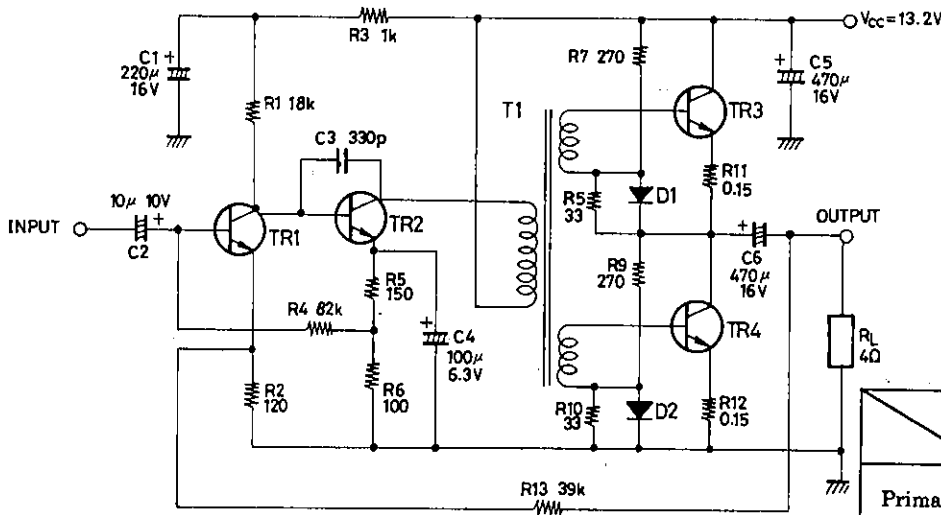 R3 1k
VCC=13.2V
C1 +
220μ
16V
R1 18k
R7 270
C5
+
470μ
16V
T1
TR3
C3 330p
R11
0.15
10μ 10V
+
C2
INPUT
TR1
TR2
R5
33
D1
OUTPUT
+
C6
470μ
16V
R5
150
R9
270
R4 82k
+
C4
100μ
6.3V
TR4
RL
4Ω
R2
120
R6
100
R10
33
D2
R12
0.15
R13 39k
Prima